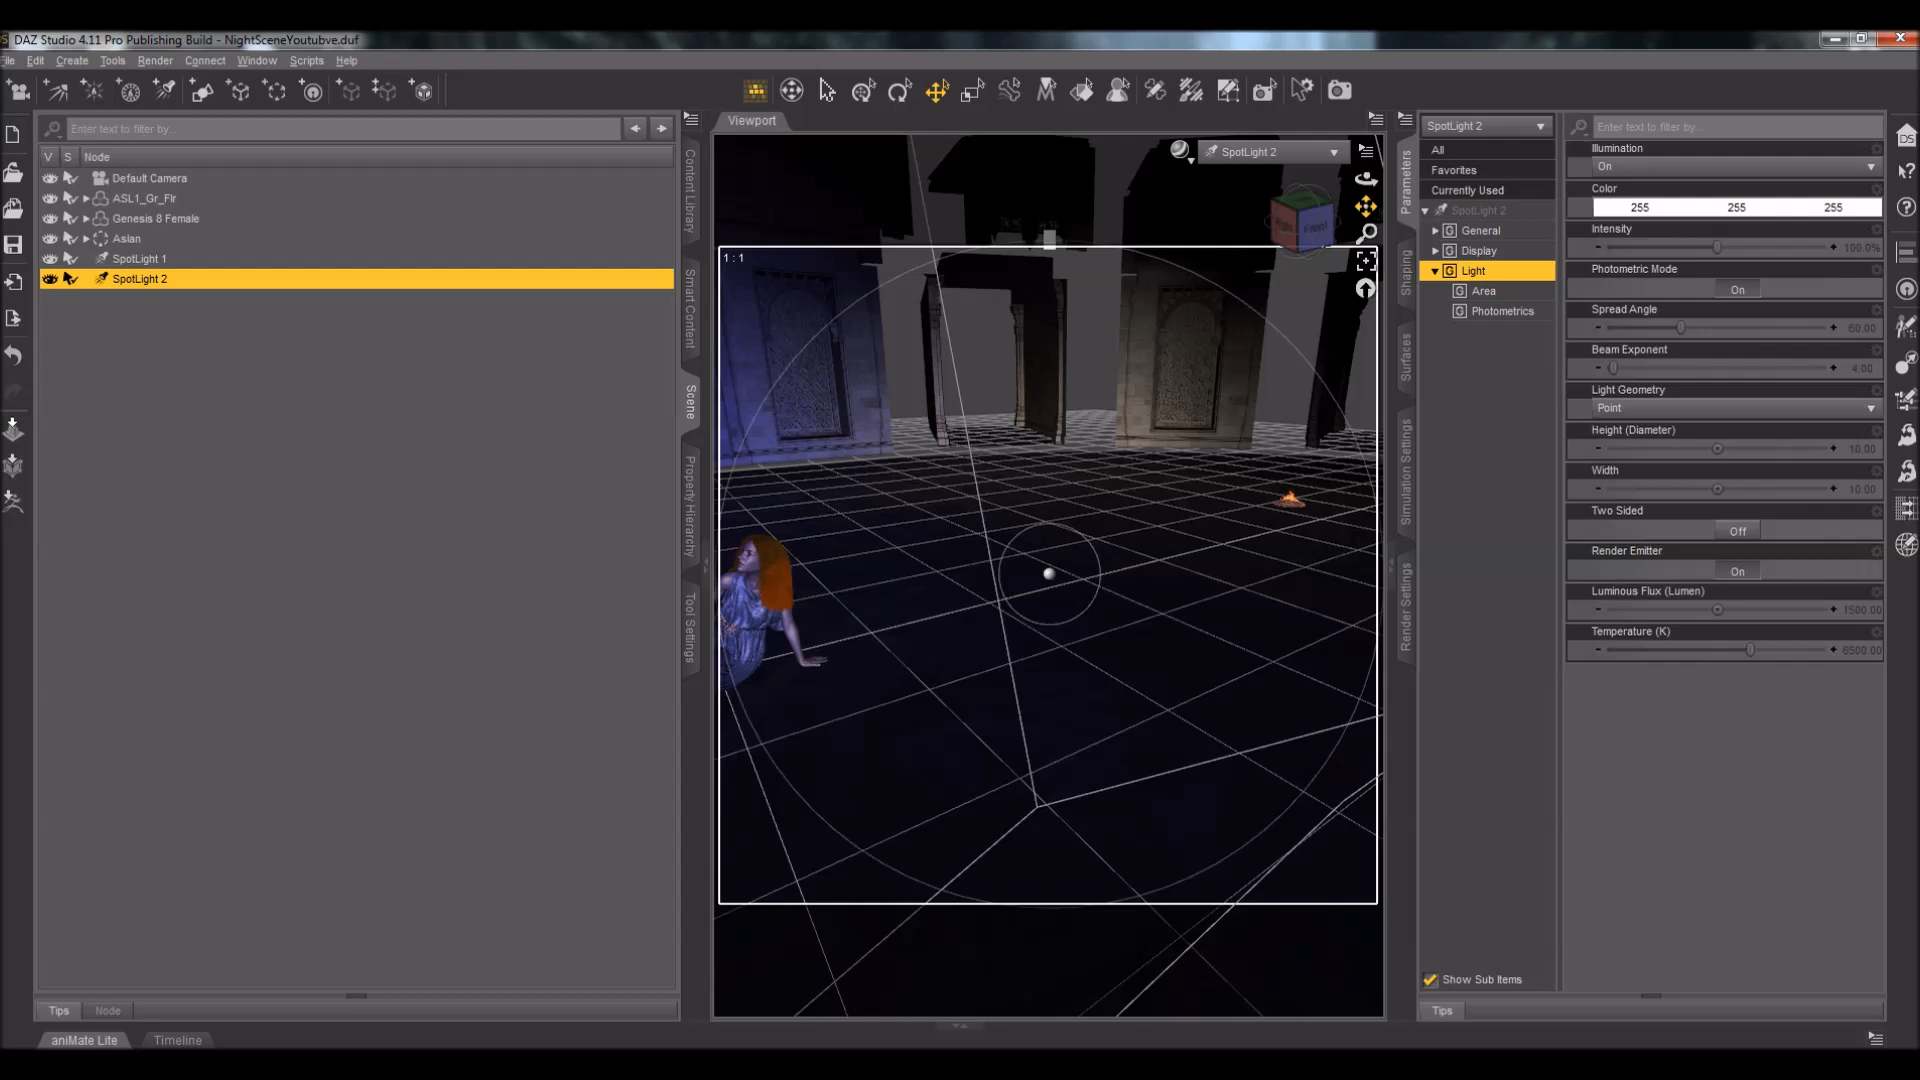 DAZ Studio 4.11 Pro Publishing Build - NightSceneYoutubve.duf
ile Edit Create Tools Render Connect Window Scripts Help
Enter text to filter by...
V S Node
Default Camera
ASL1_Gr_Flr
Genesis 8 Female
Asian
SpotLight 1
SpotLight 2
Tips Node
aniMate Lite Timeline
Content Library
Smart Content
Scene
Property Hierarchy
Tool Settings
Viewport
SpotLight 2
1 : 1
Front
Parameters
Shaping
Surfaces
Simulation Settings
Render Settings
SpotLight 2
All
Favorites
Currently Used
SpotLight 2
G General
G Display
G Light
G Area
G Photometrics
Show Sub Items
Tips
Enter text to filter by...
Illumination
On
Color
255 255 255
Intensity
100.0%
Photometric Mode
On
Spread Angle
60.00
Beam Exponent
4.00
Light Geometry
Point
Height (Diameter)
10.00
Width
10.00
Two Sided
Off
Render Emitter
On
Luminous Flux (Lumen)
1500.00
Temperature (K)
6500.00
DS